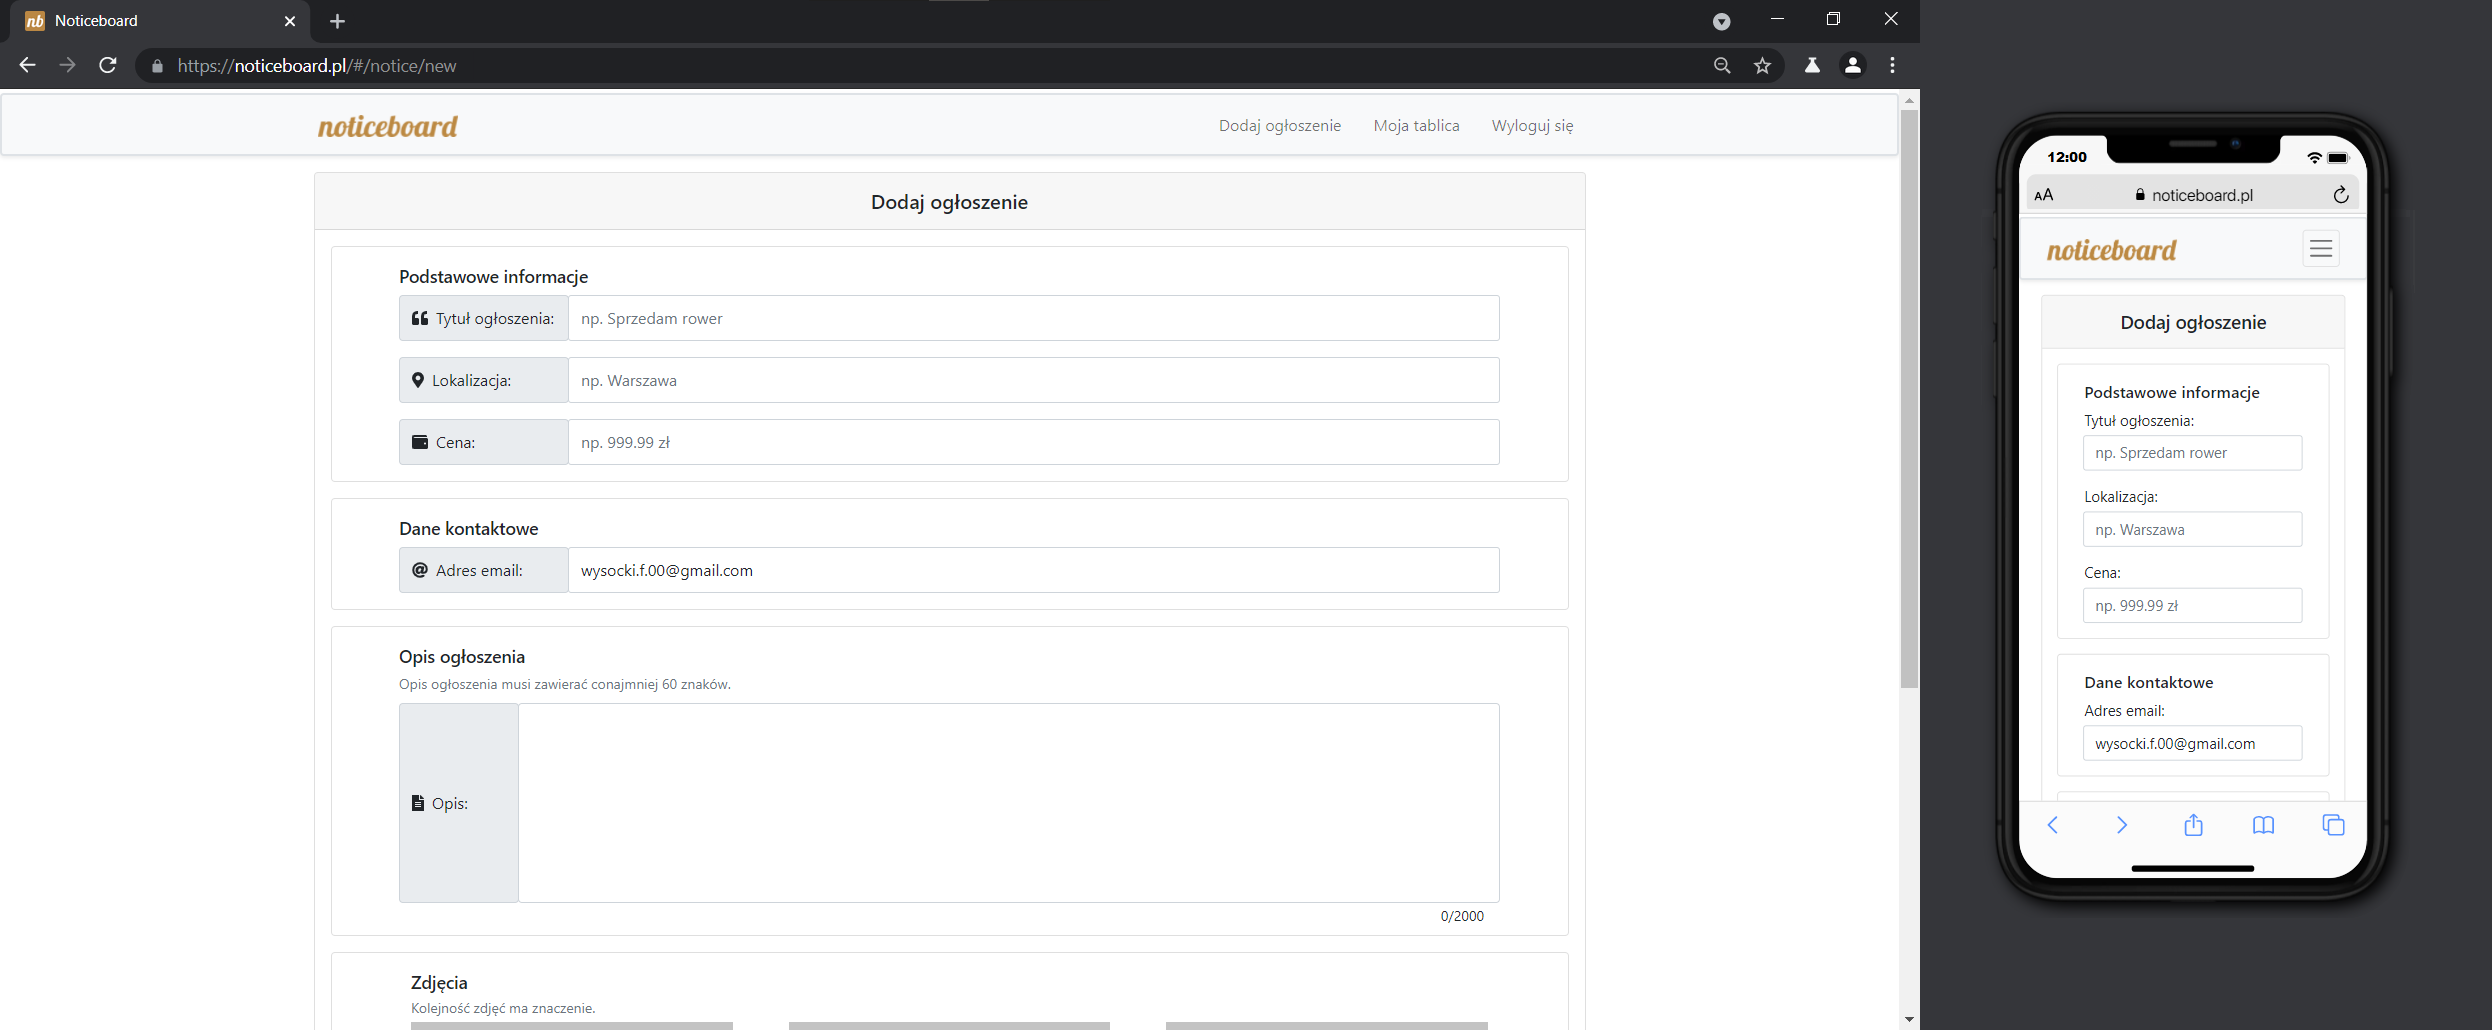 nb Noticeboard
https://noticeboard.pl/#/notice/new
noticeboard
Dodaj ogłoszenie Moja tablica Wyloguj się
Dodaj ogłoszenie
Podstawowe informacje
Tytuł ogłoszenia: np. Sprzedam rower
Lokalizacja: np. Warszawa
Cena: np. 999.99 zł
Dane kontaktowe
Adres email: wysocki.f.00@gmail.com
Opis ogłoszenia
Opis ogłoszenia musi zawierać conajmniej 60 znaków.
Opis:
0/2000
Zdjęcia
Kolejność zdjęć ma znaczenie.
12:00
AA noticeboard.pl
noticeboard
Dodaj ogłoszenie
Podstawowe informacje
Tytuł ogłoszenia:
np. Sprzedam rower
Lokalizacja:
np. Warszawa
Cena:
np. 999.99 zł
Dane kontaktowe
Adres email:
wysocki.f.00@gmail.com